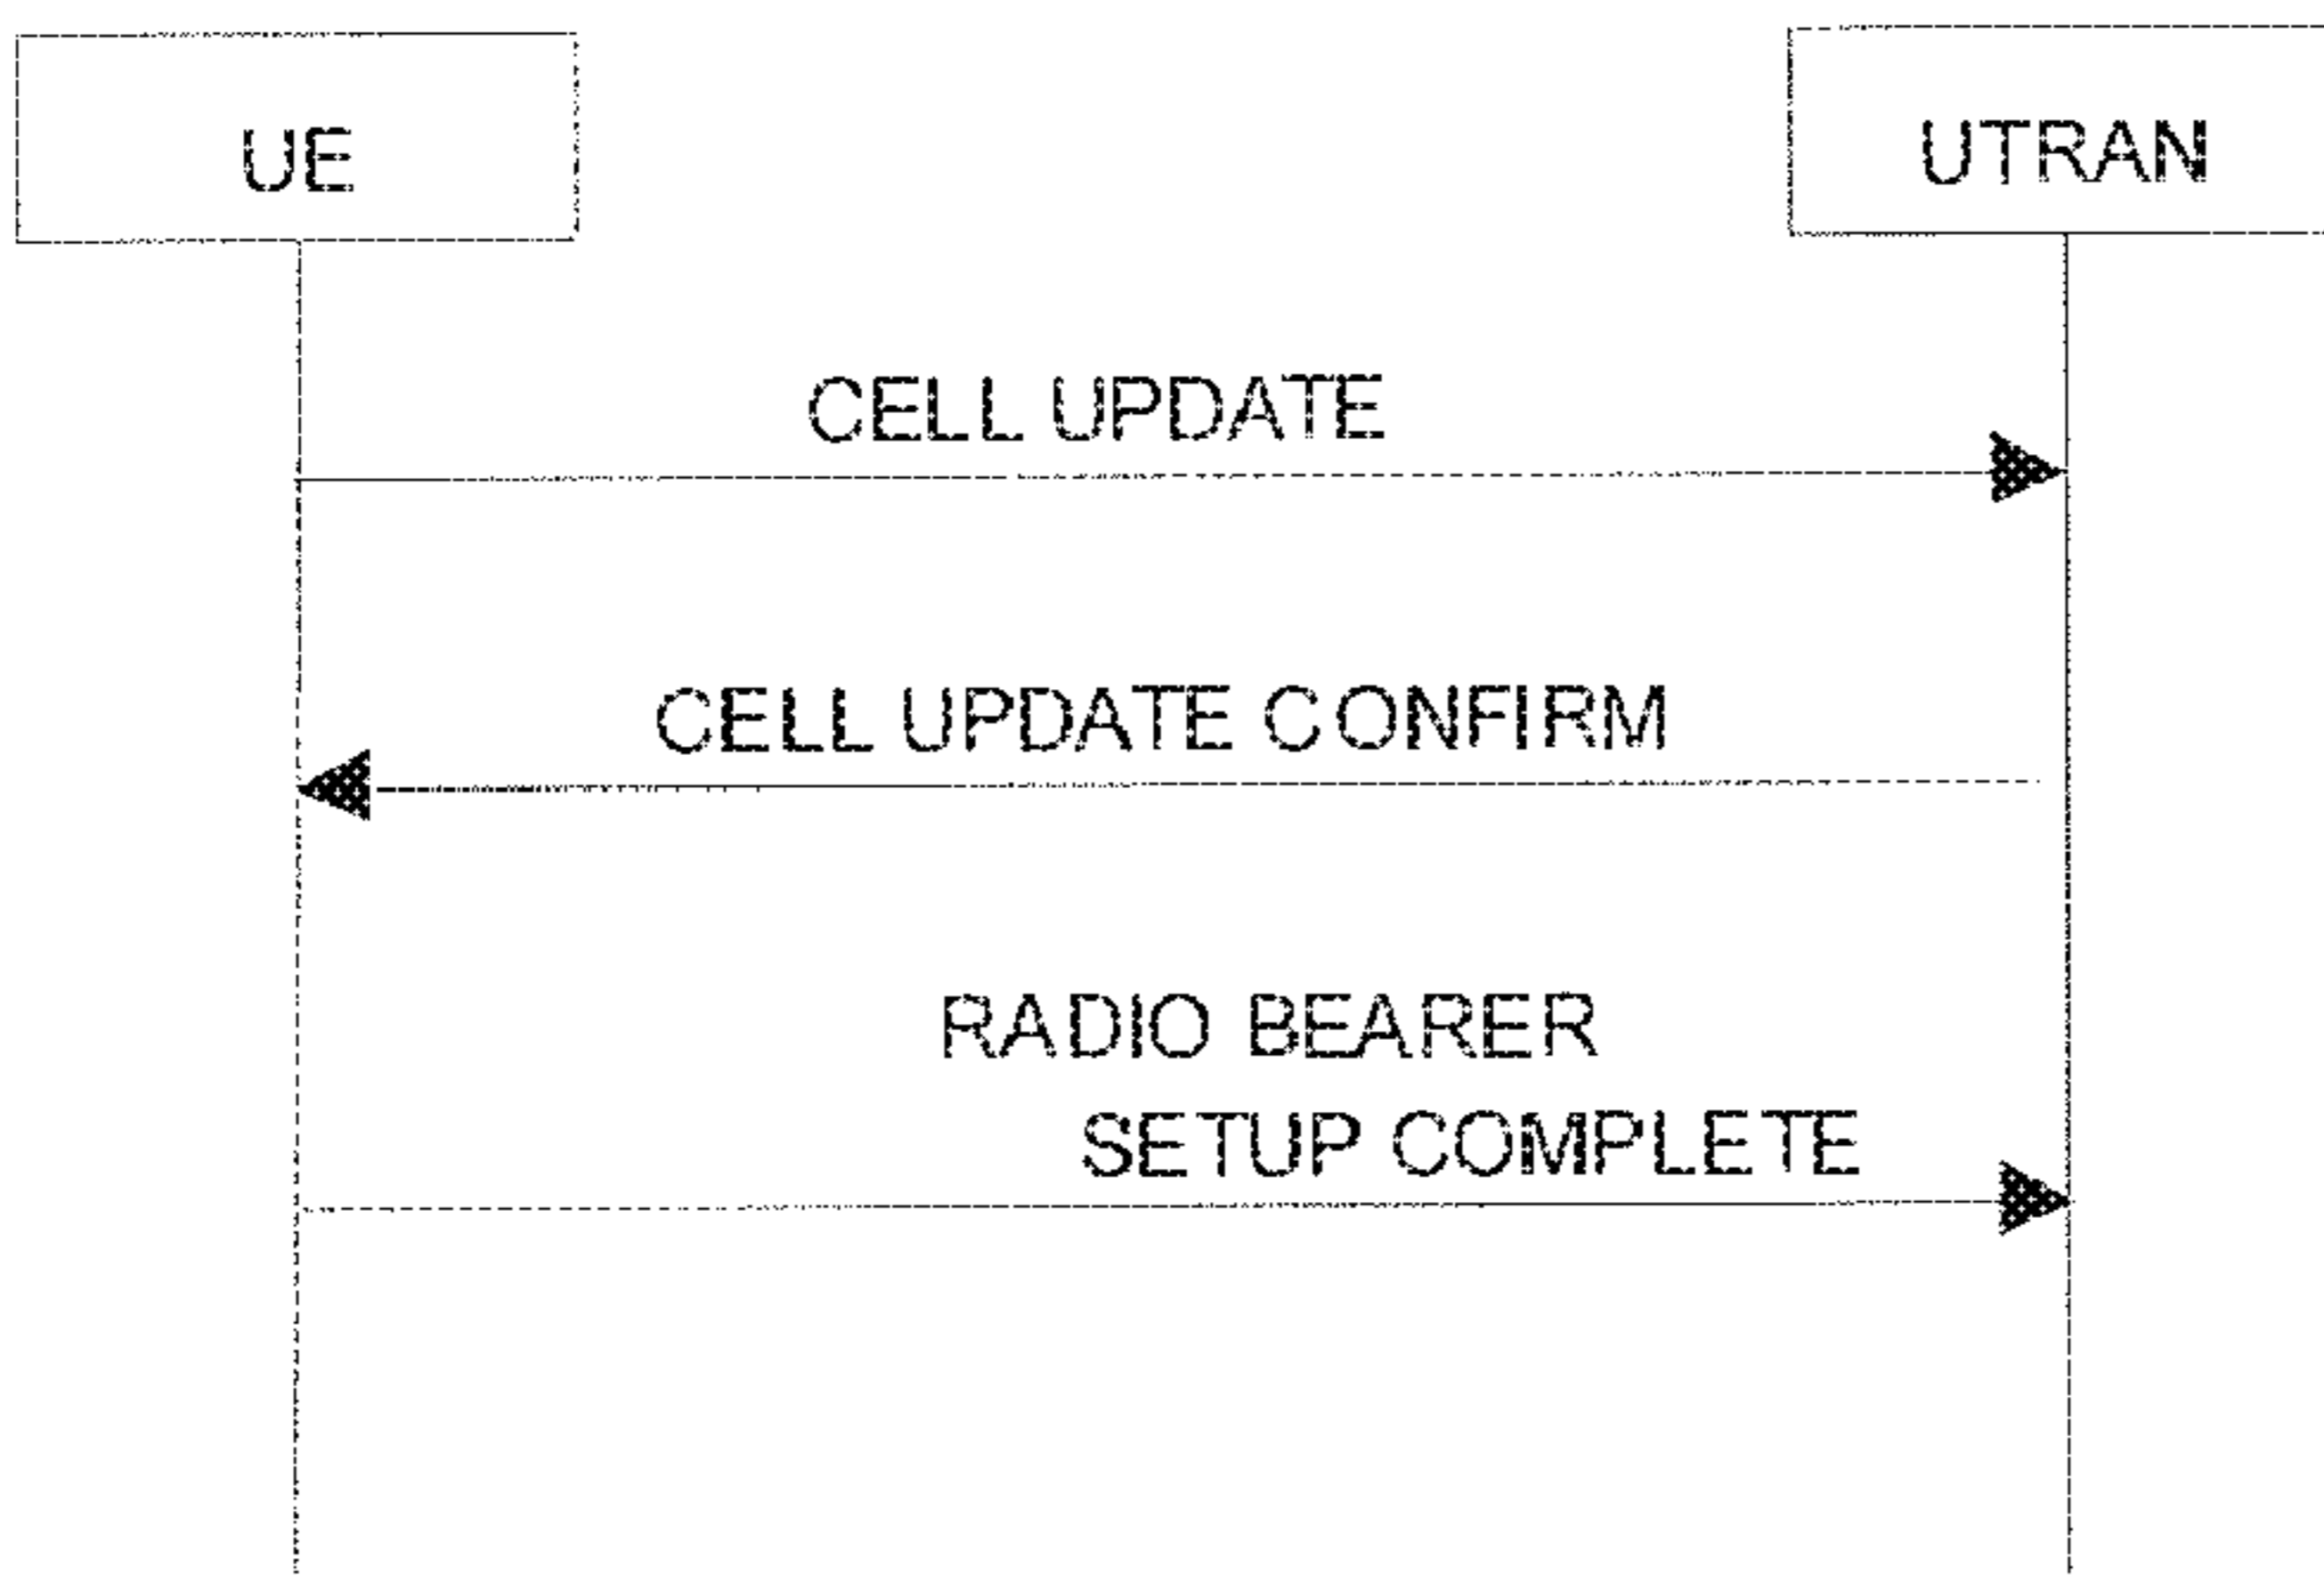 UE
UTRAN
CELL UPDATE
CELL UPDATE CONFIRM
RADIO BEARER
SETUP COMPLETE